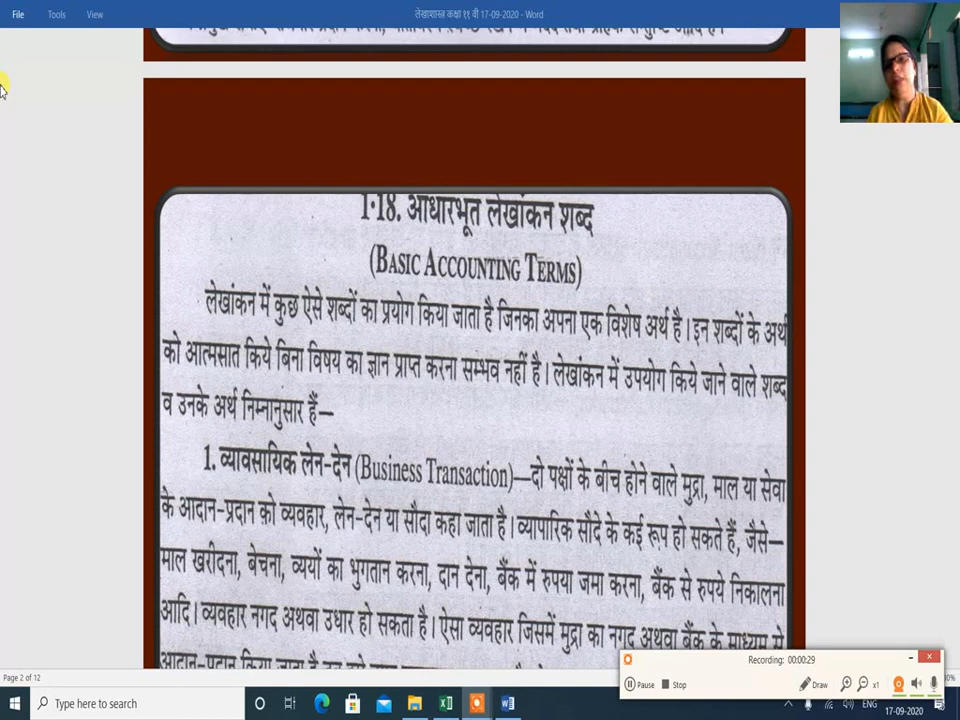 File Tools View लेखाशास्त्र कक्षा ११ वी 17-09-2020 - Word
1·18. आधारभूत लेखांकन शब्द
(BASIC ACCOUNTING TERMS)
लेखांकन में कुछ ऐसे शब्दों का प्रयोग किया जाता है जिनका अपना एक विशेष अर्थ है। इन शब्दों के अर्थ
को आत्मसात किये बिना विषय का ज्ञान प्राप्त करना सम्भव नहीं है। लेखांकन में उपयोग किये जाने वाले शब्द
व उनके अर्थ निम्नानुसार हैं—
1. व्यावसायिक लेन-देन (Business Transaction)—दो पक्षों के बीच होने वाले मुद्रा, माल या सेवा
के आदान-प्रदान को व्यवहार, लेन-देन या सौदा कहा जाता है। व्यापारिक सौदे के कई रूप हो सकते हैं, जैसे—
माल खरीदना, बेचना, व्ययों का भुगतान करना, दान देना, बैंक में रुपया जमा करना, बैंक से रुपये निकालना
आदि। व्यवहार नगद अथवा उधार हो सकता है। ऐसा व्यवहार जिसमें मुद्रा का नगद अथवा बैंक के माध्यम से
आदान-प्रदान किया जाता है
Recording: 00:00:29
Pause Stop Draw x1
Page 2 of 12
Type here to search
ENG
17-09-2020